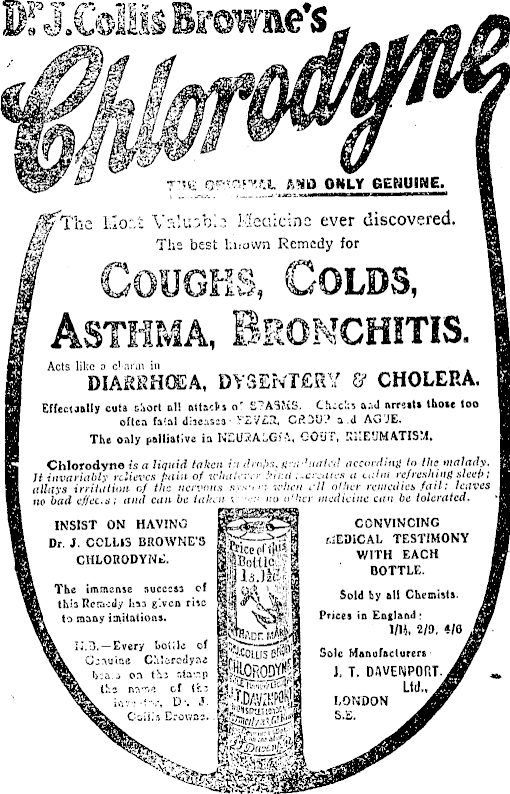 Dr J. Collis Browne's
Chlorodyne
THE ORIGINAL AND ONLY GENUINE.
The Most Valuable Medicine ever discovered.
The best known Remedy for
COUGHS, COLDS,
ASTHMA, BRONCHITIS.
Acts like a charm in
DIARRHŒA, DYSENTERY & CHOLERA.
Effectually cuts short all attacks of SPASMS. Checks and arrests those too
often fatal diseases—FEVER, CROUP and AGUE.
The only palliative in NEURALGIA, GOUT, RHEUMATISM.
Chlorodyne is a liquid taken in drops, graduated according to the malady.
It invariably relieves pain of whatever kind; creates a calm refreshing sleep;
allays irritation of the nervous system when all other remedies fail; leaves
no bad effects; and can be taken when no other medicine can be tolerated.
INSIST ON HAVING
Dr. J. COLLIS BROWNE'S
CHLORODYNE.
The immense success of
this Remedy has given rise
to many imitations.
N.B.—Every bottle of
Genuine Chlorodyne
bears on the stamp
the name of the
inventor, Dr. J.
Collis Browne.
Price of this
Bottle
1s. 1½d
TRADE MARK
DR. J. COLLIS BROWNE
CHLORODYNE
J.T. DAVENPORT
J T Davenport
CONVINCING
MEDICAL TESTIMONY
WITH EACH
BOTTLE.
Sold by all Chemists.
Prices in England:
1/1½, 2/9, 4/6
Sole Manufacturers
J. T. DAVENPORT,
Ltd.,
LONDON
S.E.